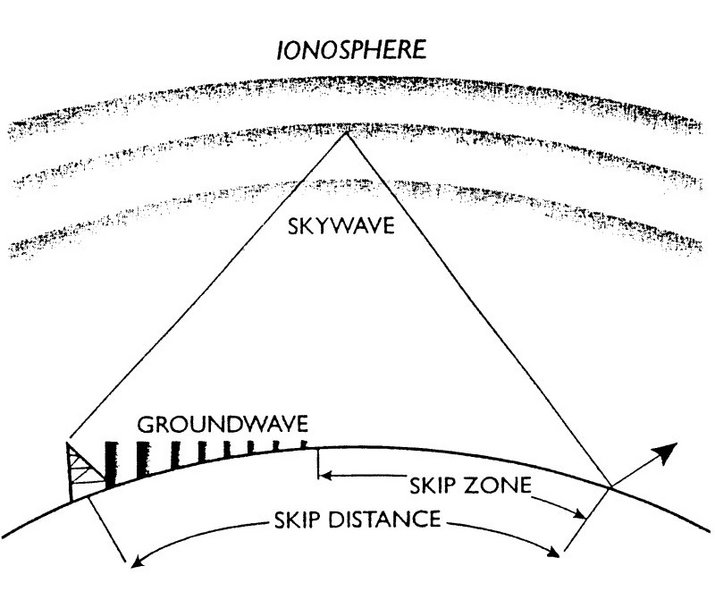 IONOSPHERE
SKYWAVE
GROUNDWAVE
SKIP ZONE
SKIP DISTANCE